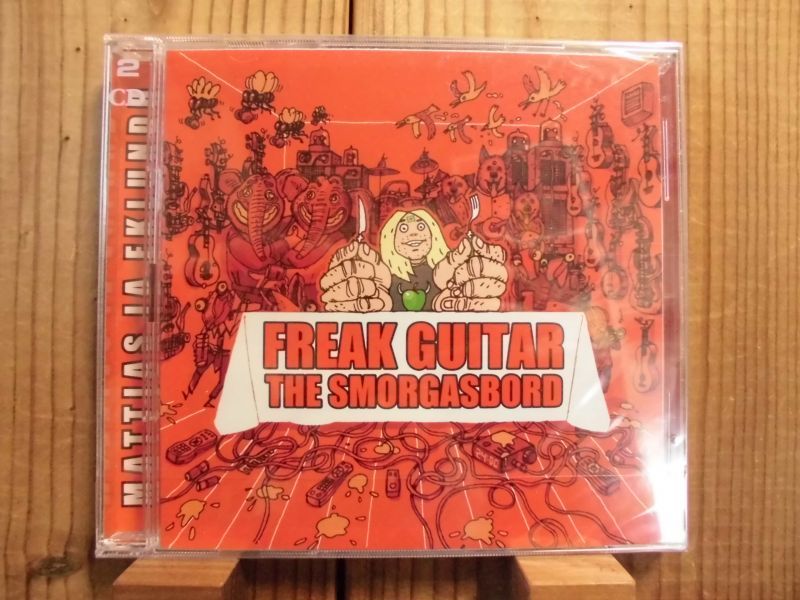 2
CD
MATTIAS IA EKLUNDH
FREAK GUITAR
THE SMORGASBORD